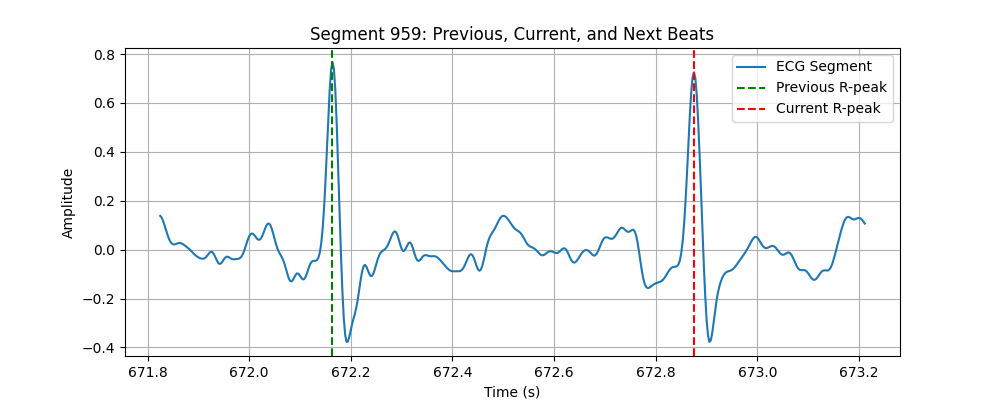 Segment 959: Previous, Current, and Next Beats
0.8
0.6
0.4
0.2
0.0
−0.2
−0.4
Amplitude
ECG Segment
Previous R-peak
Current R-peak
671.8 672.0 672.2 672.4 672.6 672.8 673.0 673.2
Time (s)